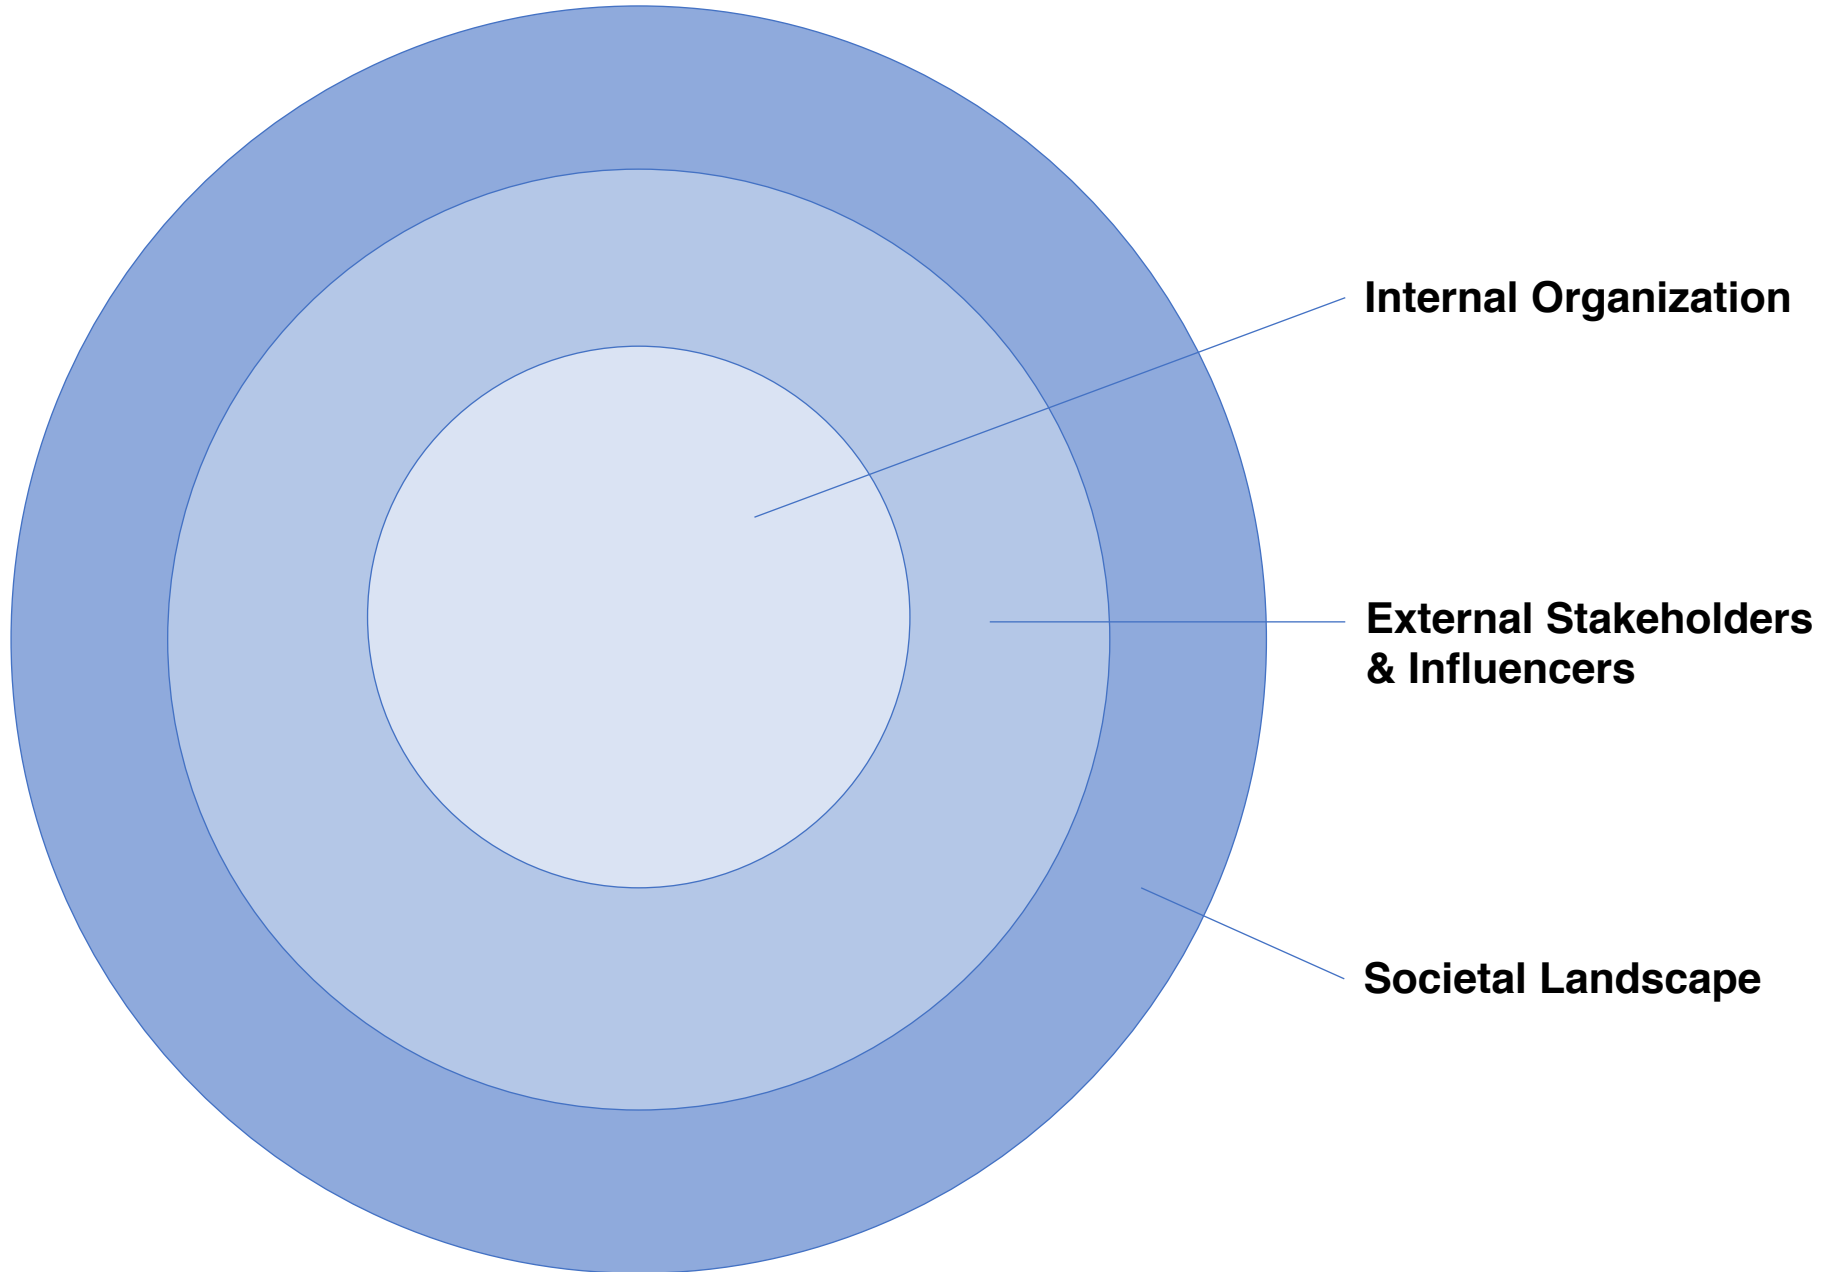 Internal Organization
External Stakeholders
& Influencers
Societal Landscape